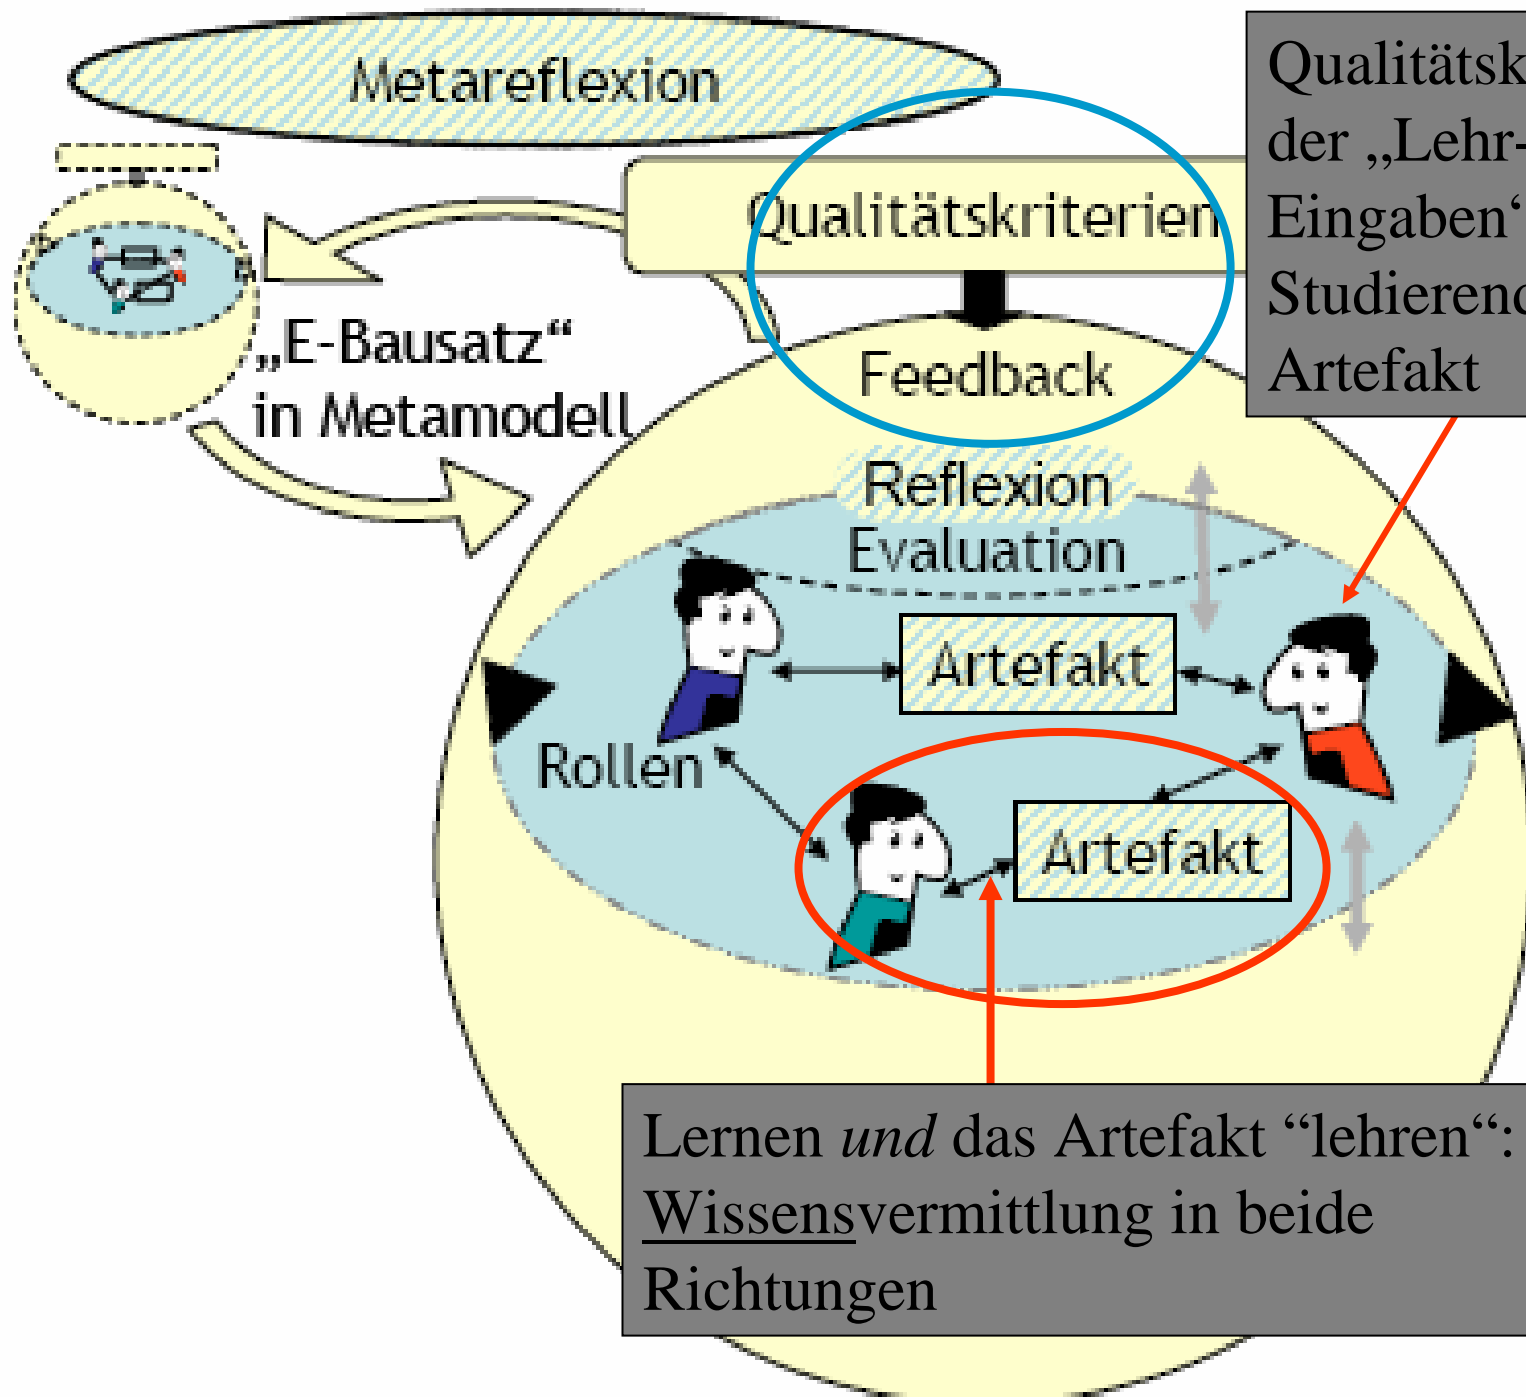 Metareflexion
Qualitätsk
der „Lehr-
Eingaben“
Studierend
Artefakt
Qualitätskriterien
„E-Bausatz“
in Metamodell
Feedback
Reflexion
Evaluation
Artefakt
Rollen
Artefakt
Lernen und das Artefakt “lehren“:
Wissensvermittlung in beide
Richtungen